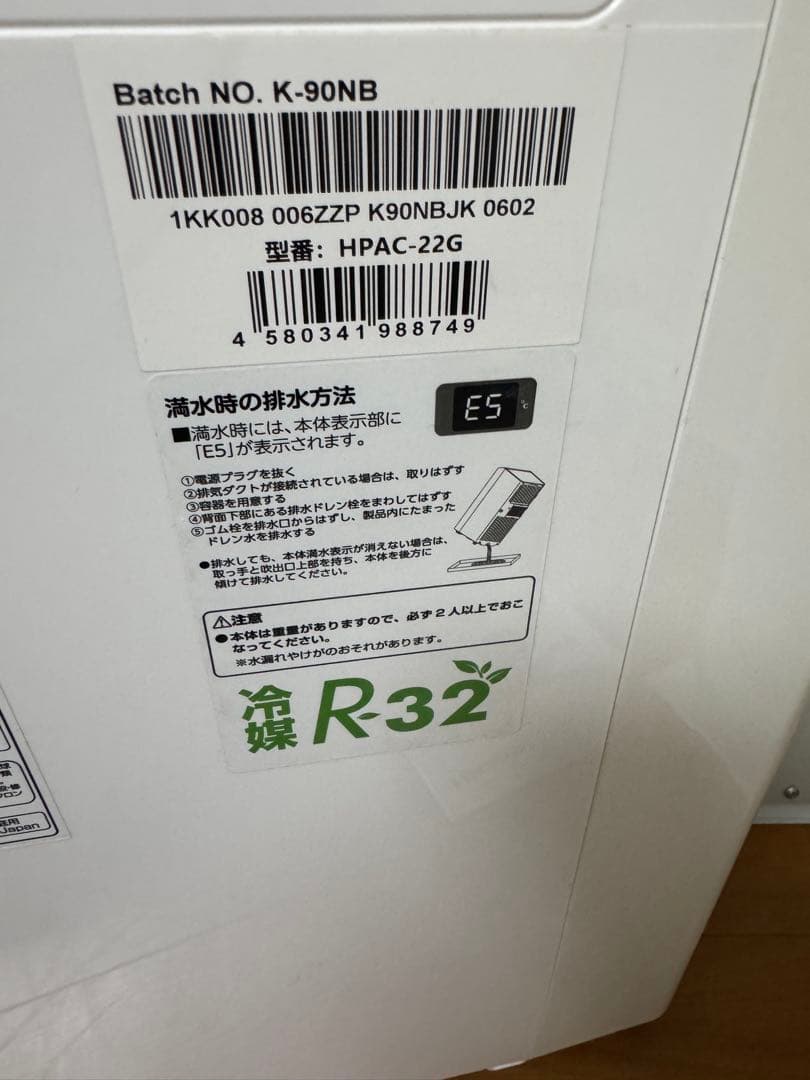 Batch NO. K-90NB
1KK008 006ZZP K90NBJK 0602
型番: HPAC-22G
4 580341 988749
満水時の排水方法
■満水時には、本体表示部に
「E5」が表示されます。
E5 ℃
①電源プラグを抜く
②排気ダクトが接続されている場合は、取りはずす
③容器を用意する
④背面下部にある排水ドレン栓をまわしてはずす
⑤ゴム栓を排水口からはずし、製品内にたまった
ドレン水を排水する
●排水しても、本体満水表示が消えない場合は、
取っ手と吹出口上部を持ち、本体を後方に
傾けて排水してください。
⚠注意
●本体は重量がありますので、必ず2人以上でおこ
なってください。
※水漏れやけがのおそれがあります。
冷媒 R-32
Japan